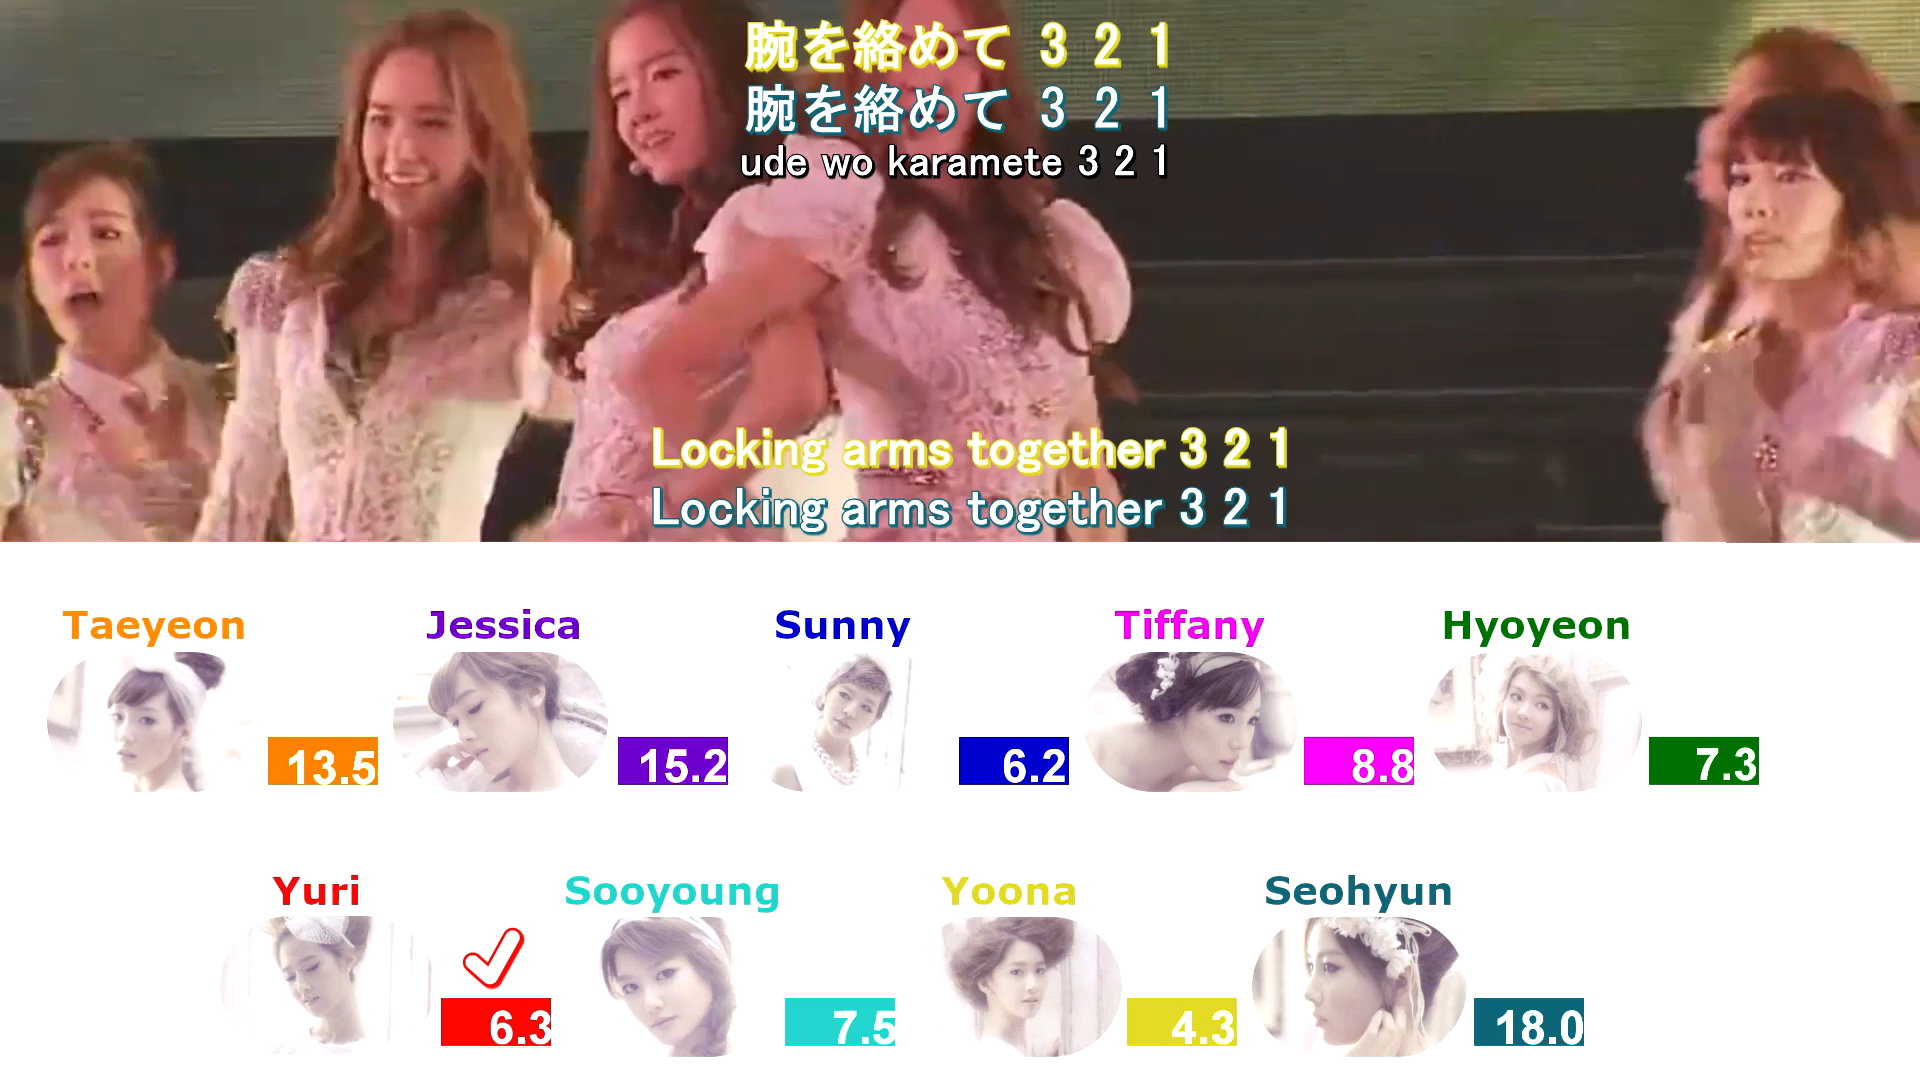 腕を絡めて 3 2 1
腕を絡めて 3 2 1
ude wo karamete 3 2 1
Locking arms together 3 2 1
Locking arms together 3 2 1
Taeyeon
Jessica
Sunny
Tiffany
Hyoyeon
13.5
15.2
6.2
8.8
7.3
Yuri
Sooyoung
Yoona
Seohyun
6.3
7.5
4.3
18.0